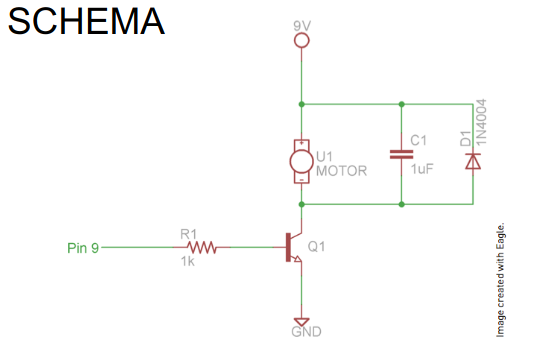 SCHEMA
9V
+
U1
MOTOR
-
C1
1uF
D1
1N4004
Pin 9
R1
1k
Q1
GND
Image created with Eagle.